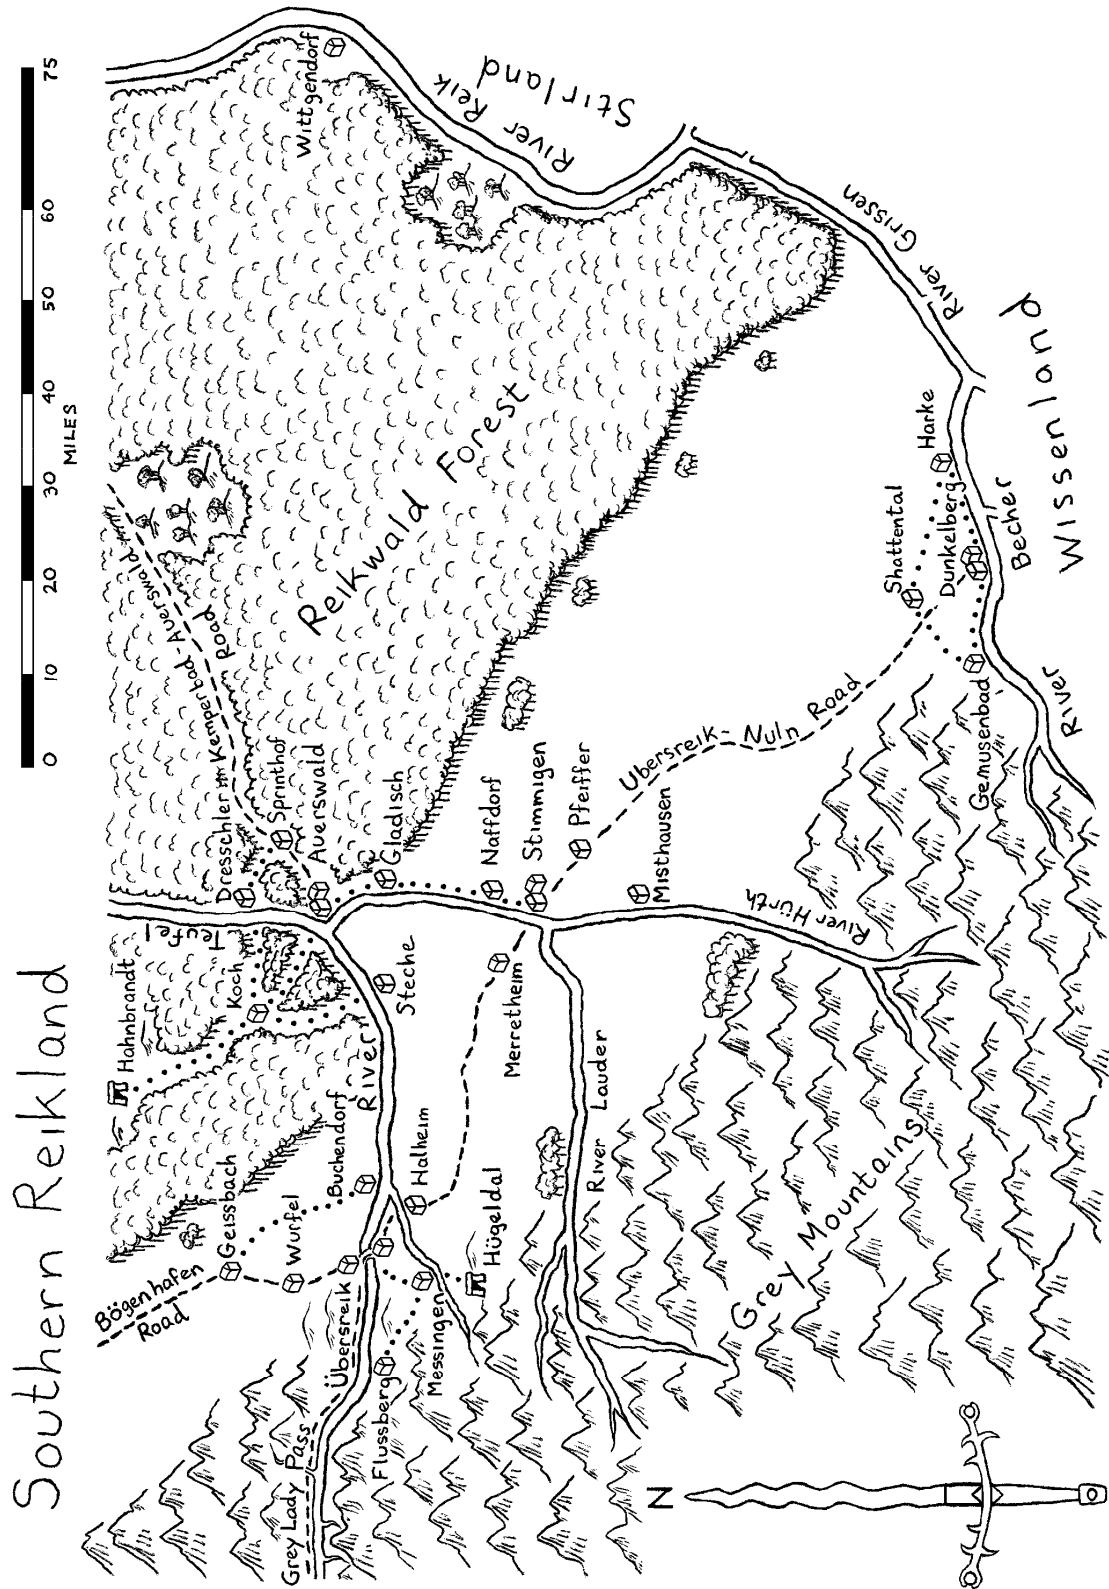 Southern Reikland
0 10 20 30 40 50 60 75
MILES
Bögenhafen
Road
Hahnbrandt
Kemperbad-Auerswald
Road
Geissbach
Koch
Teufel
Dresschler
Wurfel
Sprinthof
Auerswald
Wittgendorf
Grey Lady Pass
Übersreik
Buchendorf
River
Reikwald Forest
Flussberg
Messingen
Halheim
Steche
Gladisch
River Reik
Stirland
Hügeldal
Merretheim
Naffdorf
Stimmigen
Pfeiffer
River Lauder
Ubersreik-Nuln Road
Misthausen
N
Grey Mountains
River Hürth
Shattental
Harke
River Grissen
Dunkelberg
Gemusenbad
River
Becher
Wissenland